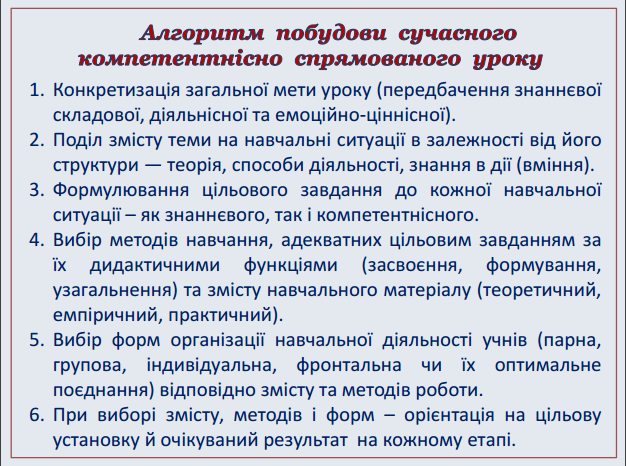 Алгоритм побудови сучасного
компетентнісно спрямованого уроку
1. Конкретизація загальної мети уроку (передбачення знаннєвої
складової, діяльнісної та емоційно-ціннісної).
2. Поділ змісту теми на навчальні ситуації в залежності від його
структури — теорія, способи діяльності, знання в дії (вміння).
3. Формулювання цільового завдання до кожної навчальної
ситуації – як знаннєвого, так і компетентнісного.
4. Вибір методів навчання, адекватних цільовим завданням за
їх дидактичними функціями (засвоєння, формування,
узагальнення) та змісту навчального матеріалу (теоретичний,
емпіричний, практичний).
5. Вибір форм організації навчальної діяльності учнів (парна,
групова, індивідуальна, фронтальна чи їх оптимальне
поєднання) відповідно змісту та методів роботи.
6. При виборі змісту, методів і форм – орієнтація на цільову
установку й очікуваний результат на кожному етапі.